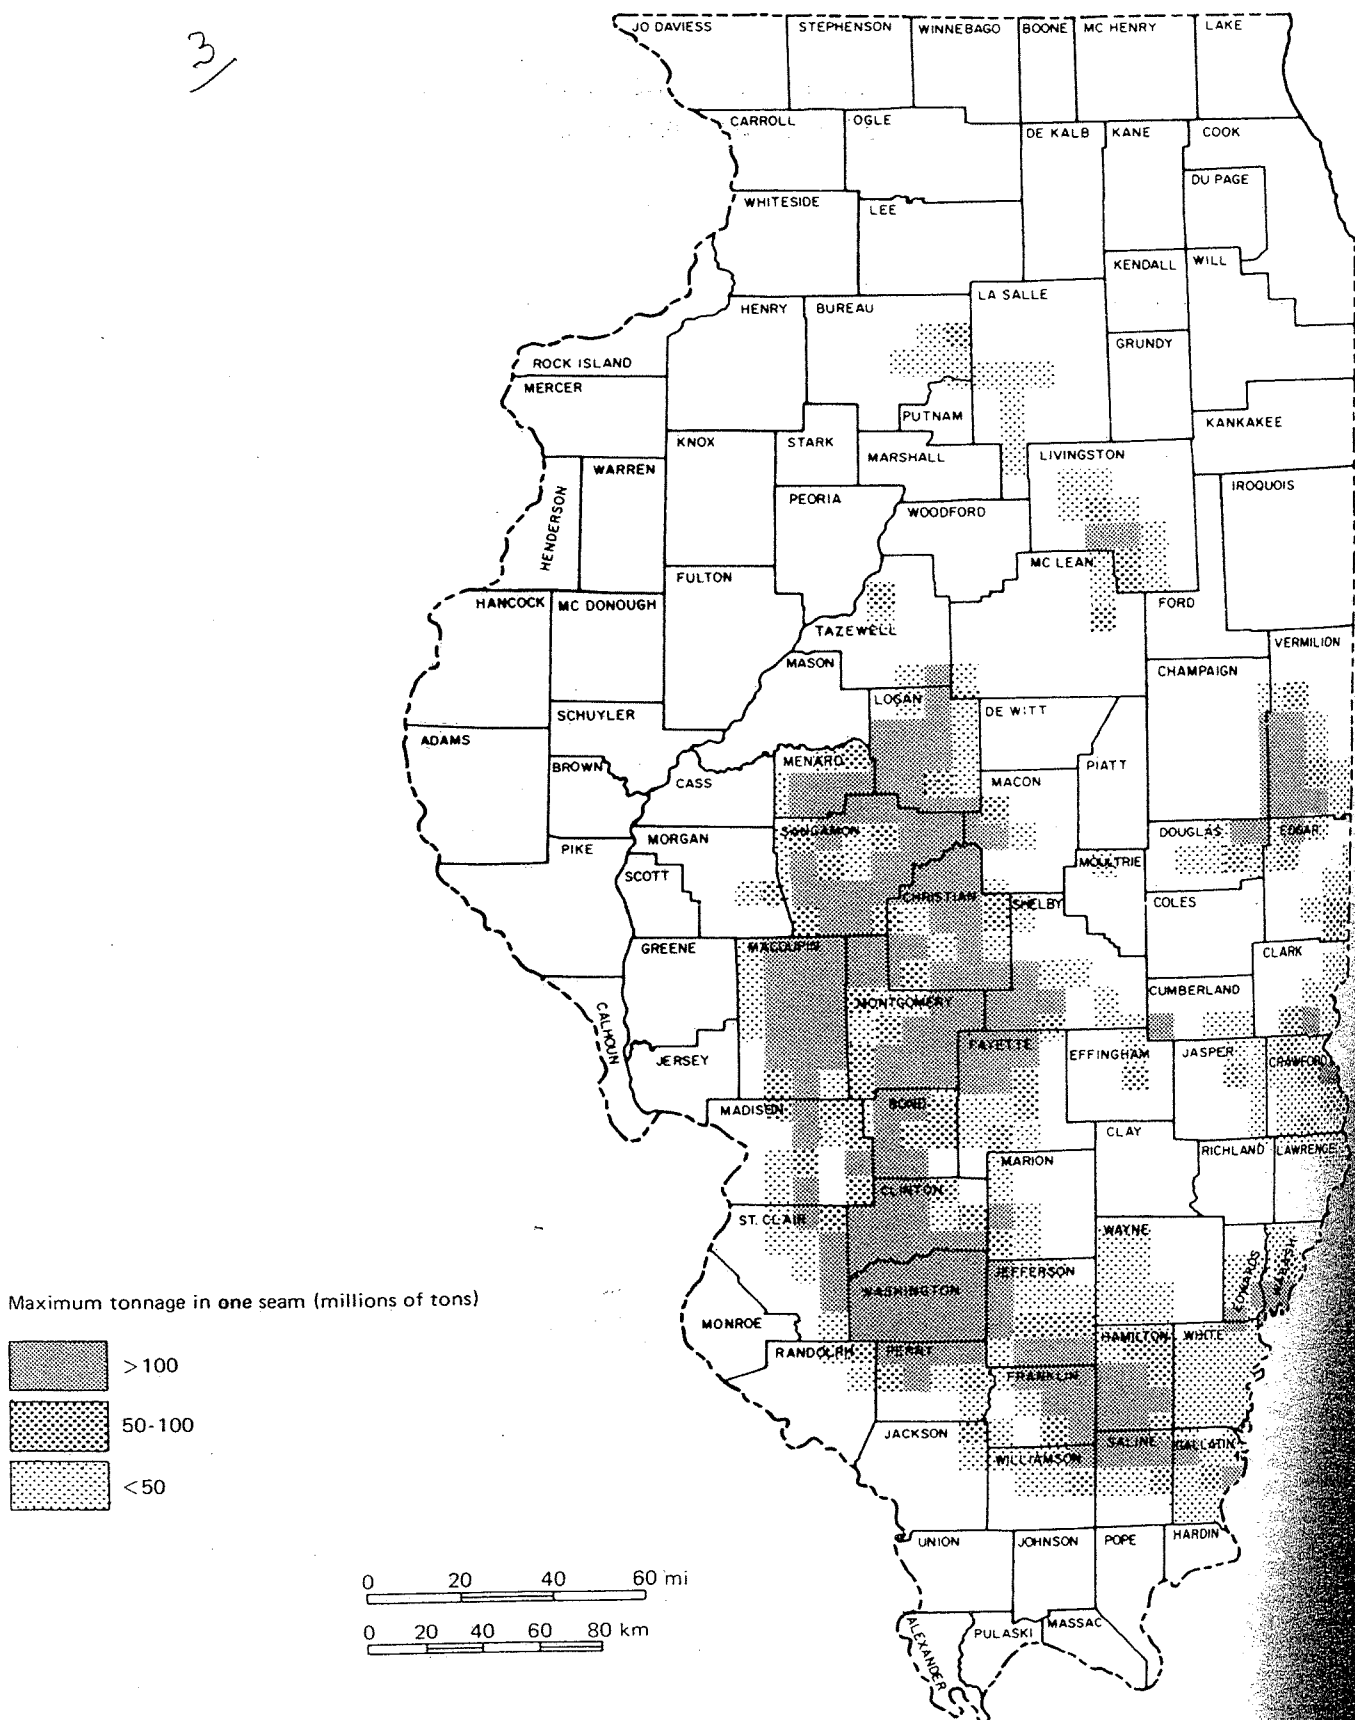 3/
JO DAVIESS
STEPHENSON
WINNEBAGO
BOONE
MC HENRY
LAKE
CARROLL
OGLE
DE KALB
KANE
COOK
DU PAGE
WHITESIDE
LEE
KENDALL
WILL
HENRY
BUREAU
LA SALLE
GRUNDY
ROCK ISLAND
MERCER
PUTNAM
KANKAKEE
KNOX
STARK
MARSHALL
LIVINGSTON
WARREN
HENDERSON
PEORIA
WOODFORD
IROQUOIS
MC LEAN
FULTON
HANCOCK
MC DONOUGH
FORD
TAZEWELL
VERMILION
MASON
CHAMPAIGN
LOGAN
DE WITT
SCHUYLER
ADAMS
BROWN
CASS
MENARD
PIATT
MACON
PIKE
MORGAN
SANGAMON
DOUGLAS
EDGAR
SCOTT
MOULTRIE
CHRISTIAN
SHELBY
COLES
GREENE
MACOUPIN
CLARK
CALHOUN
MONTGOMERY
CUMBERLAND
JERSEY
FAYETTE
EFFINGHAM
JASPER
CRAWFORD
MADISON
BOND
CLAY
RICHLAND
LAWRENCE
MARION
CLINTON
ST. CLAIR
WAYNE
EDWARDS
WABASH
JEFFERSON
WASHINGTON
MONROE
RANDOLPH
PERRY
HAMILTON
WHITE
FRANKLIN
JACKSON
WILLIAMSON
SALINE
GALLATIN
UNION
JOHNSON
POPE
HARDIN
ALEXANDER
PULASKI
MASSAC
Maximum tonnage in one seam (millions of tons)
>100
50-100
<50
0 20 40 60 mi
0 20 40 60 80 km